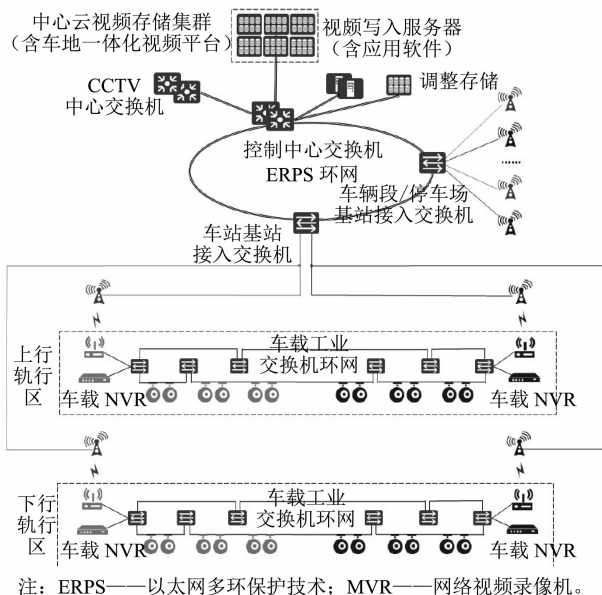 中心云视频存储集群
（含车地一体化视频平台）
视颇写入服务器
（含应用软件）
CCTV
中心交换机
调整存储
控制中心交换机
ERPS 环网
······
车辆段/停车场
基站接入交换机
车站基站
接入交换机
上行
轨行
区
车载工业
交换机环网
车载 NVR
车载 NVR
下行
轨行
区
车载工业
交换机环网
车载 NVR
车载 NVR
注：ERPS——以太网多环保护技术；MVR——网络视频录像机。